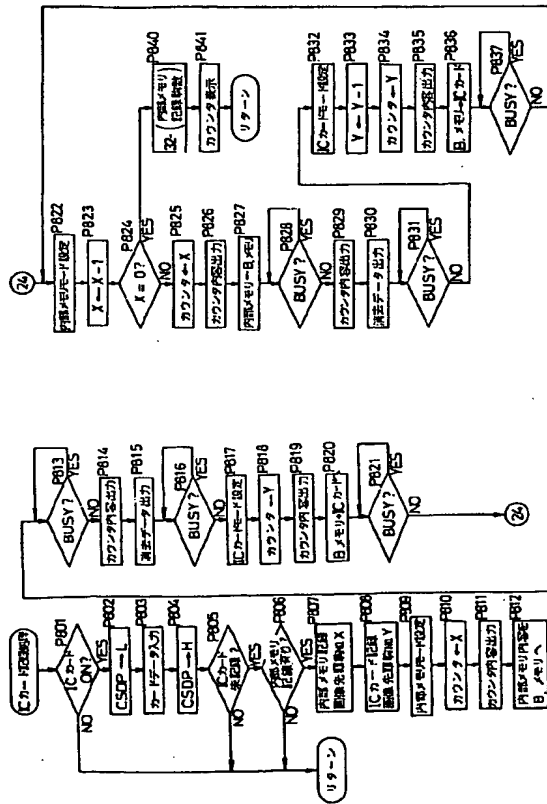 ICカード記録制御
P801
ICカード
ON?
NO
YES
P802
CSDP→L
P803
カードデータ入力
P804
CSDP→H
P805
ICカード
未記録?
NO
YES
P806
内部メモリ
記録有り?
NO
YES
P807
内部メモリ記録
画像先頭番地X
P808
ICカード記録
画像先頭番地Y
P809
内部メモリモード設定
P810
カウンタ←X
P811
カウンタ内容出力
P812
内部メモリ内容を
B.メモリへ
リターン
P813
BUSY?
YES
NO
P814
カウンタ内容出力
P815
消去データ出力
P816
BUSY?
YES
NO
P817
ICカードモード設定
P818
カウンタ←Y
P819
カウンタ内容出力
P820
B.メモリ→ICカード
P821
BUSY?
YES
NO
24
24
P822
内部メモリモード設定
P823
X←X-1
P824
X=0?
YES
NO
P825
カウンタ←X
P826
カウンタ内容出力
P827
内部メモリ→B.メモリ
P828
BUSY?
YES
NO
P829
カウンタ内容出力
P830
消去データ出力
P831
BUSY?
YES
NO
P840
32-(内部メモリ
記録駒数)
P841
カウンタ表示
リターン
P832
ICカードモード設定
P833
Y←Y-1
P834
カウンタ←Y
P835
カウンタ内容出力
P836
B.メモリ→ICカード
P837
BUSY?
YES
NO